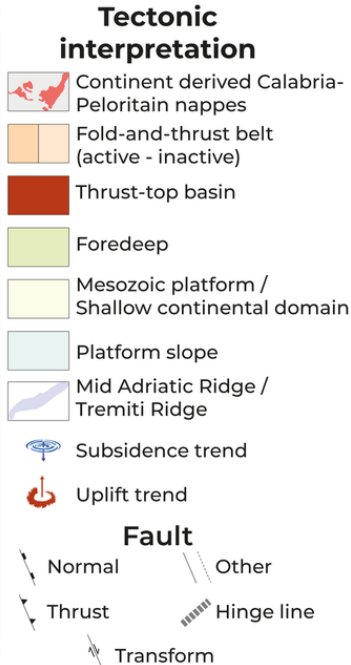 Tectonic
interpretation
Continent derived Calabria-
Peloritain nappes
Fold-and-thrust belt
(active - inactive)
Thrust-top basin
Foredeep
Mesozoic platform /
Shallow continental domain
Platform slope
Mid Adriatic Ridge /
Tremiti Ridge
Subsidence trend
Uplift trend
Fault
Normal
Other
Thrust
Hinge line
Transform